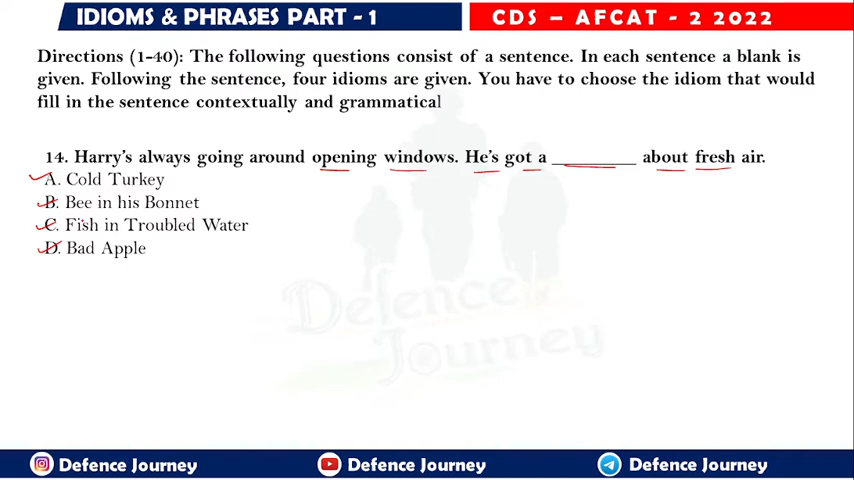 IDIOMS & PHRASES PART - 1
CDS – AFCAT - 2 2022
Directions (1-40): The following questions consist of a sentence. In each sentence a blank is
given. Following the sentence, four idioms are given. You have to choose the idiom that would
fill in the sentence contextually and grammatical
14. Harry's always going around opening windows. He's got a __________ about fresh air.
A. Cold Turkey
B. Bee in his Bonnet
C. Fish in Troubled Water
D. Bad Apple
Defence
Journey
Defence Journey
Defence Journey
Defence Journey